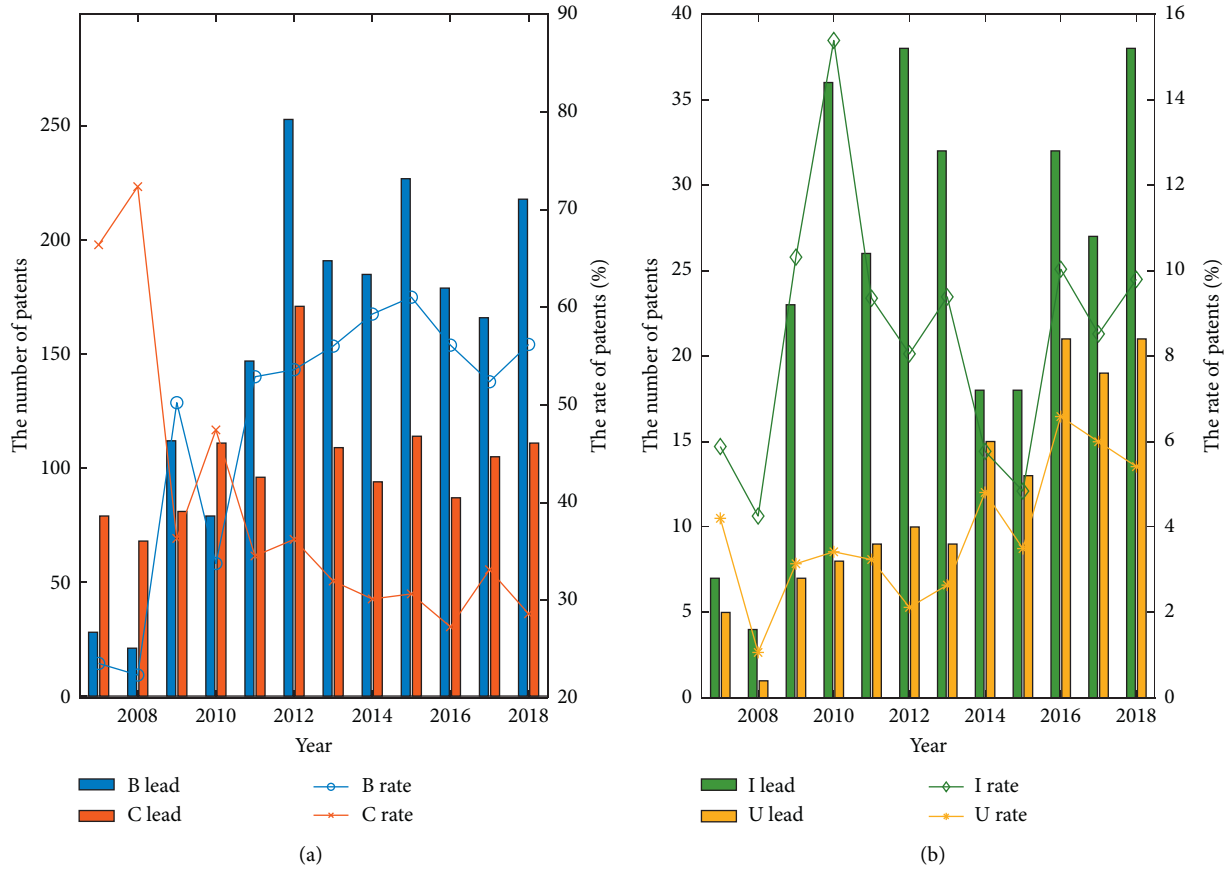 90
80
70
60
50
40
30
20
250
200
150
100
50
0
The number of patents
The rate of patents (%)
2008 2010 2012 2014 2016 2018
Year
B lead B rate
C lead C rate
(a)
40
35
30
25
20
15
10
5
0
16
14
12
10
8
6
4
2
0
The number of patents
The rate of patents (%)
2008 2010 2012 2014 2016 2018
Year
I lead I rate
U lead U rate
(b)